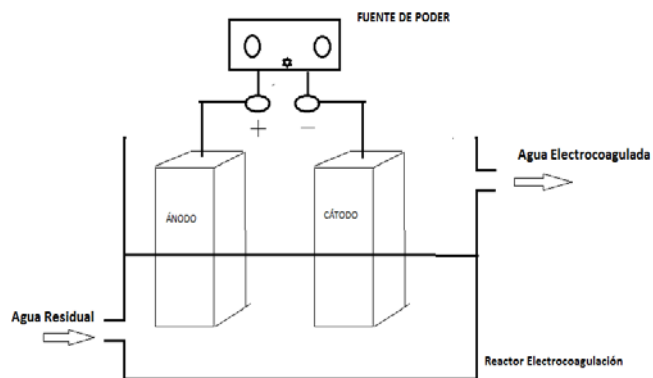 FUENTE DE PODER
+
—
Agua Electrocoagulada
ÁNODO
CÁTODO
Agua Residual
Reactor Electrocoagulación